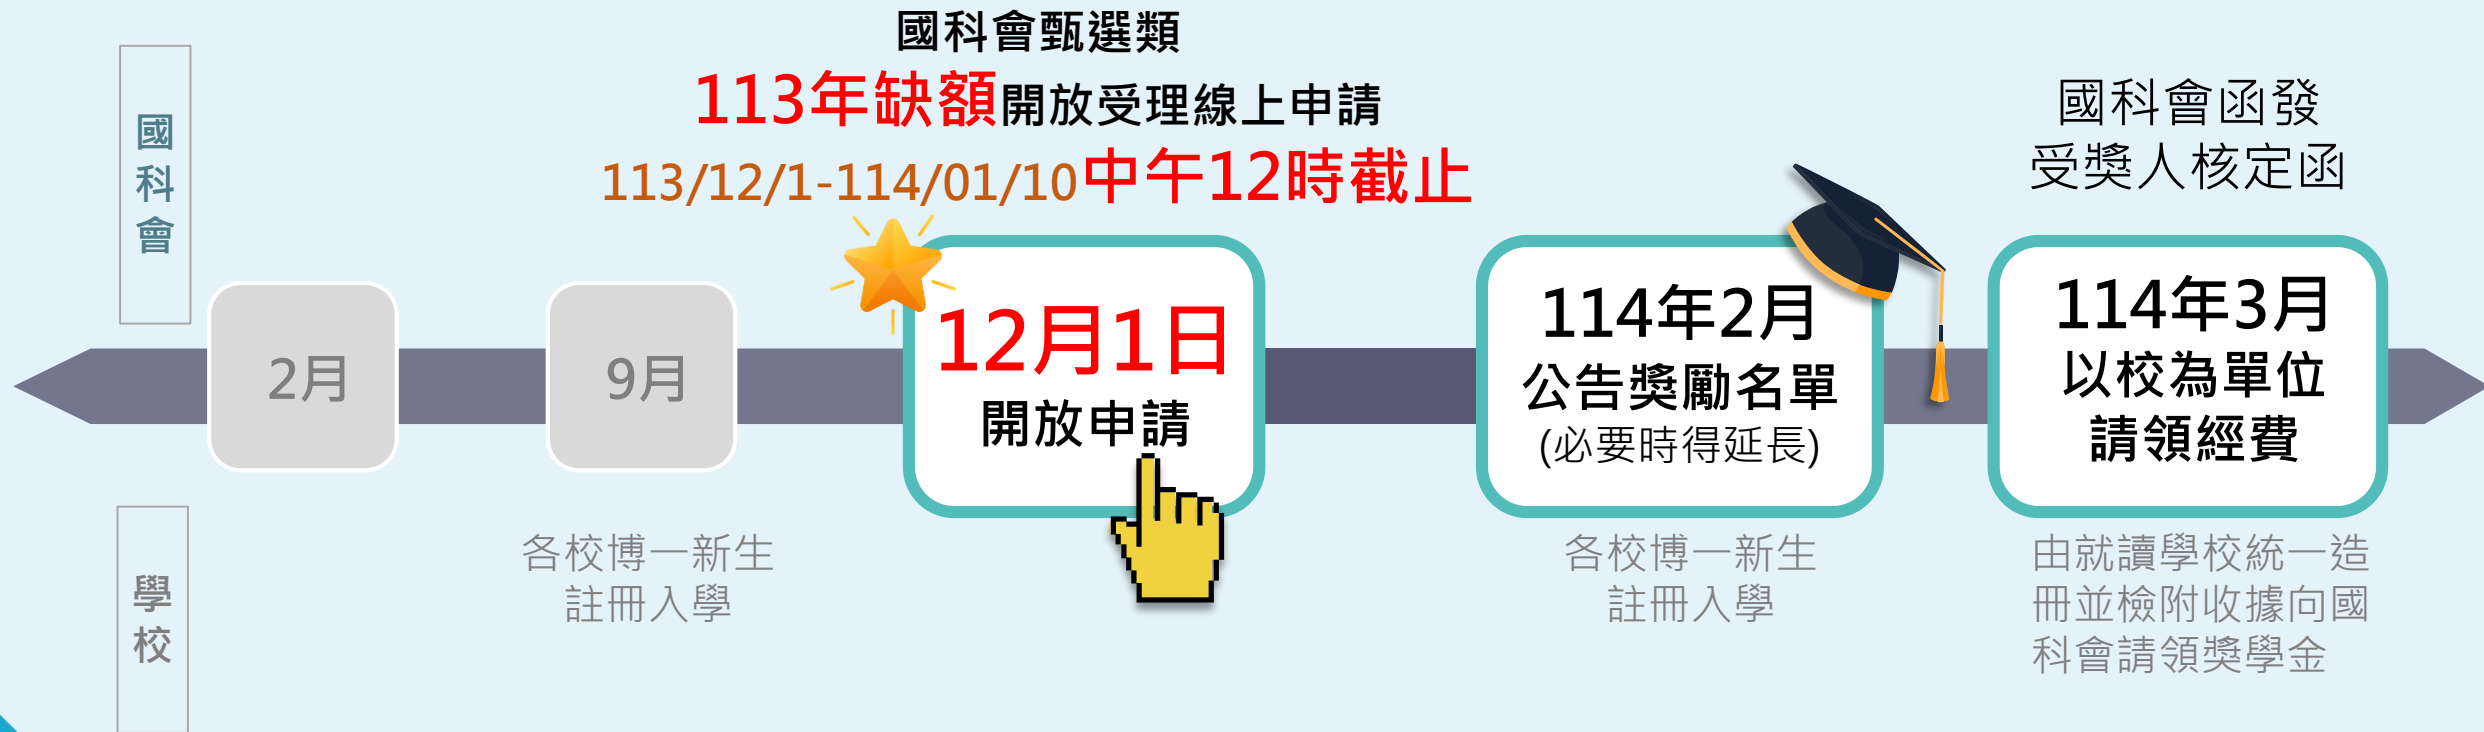 國科會甄選類
113年缺額開放受理線上申請
113/12/1-114/01/10中午12時截止
國科會函發
受獎人核定函
國科會
2月
9月
12月1日
開放申請
114年2月
公告獎勵名單
(必要時得延長)
114年3月
以校為單位
請領經費
學校
各校博一新生
註冊入學
各校博一新生
註冊入學
由就讀學校統一造
冊並檢附收據向國
科會請領獎學金